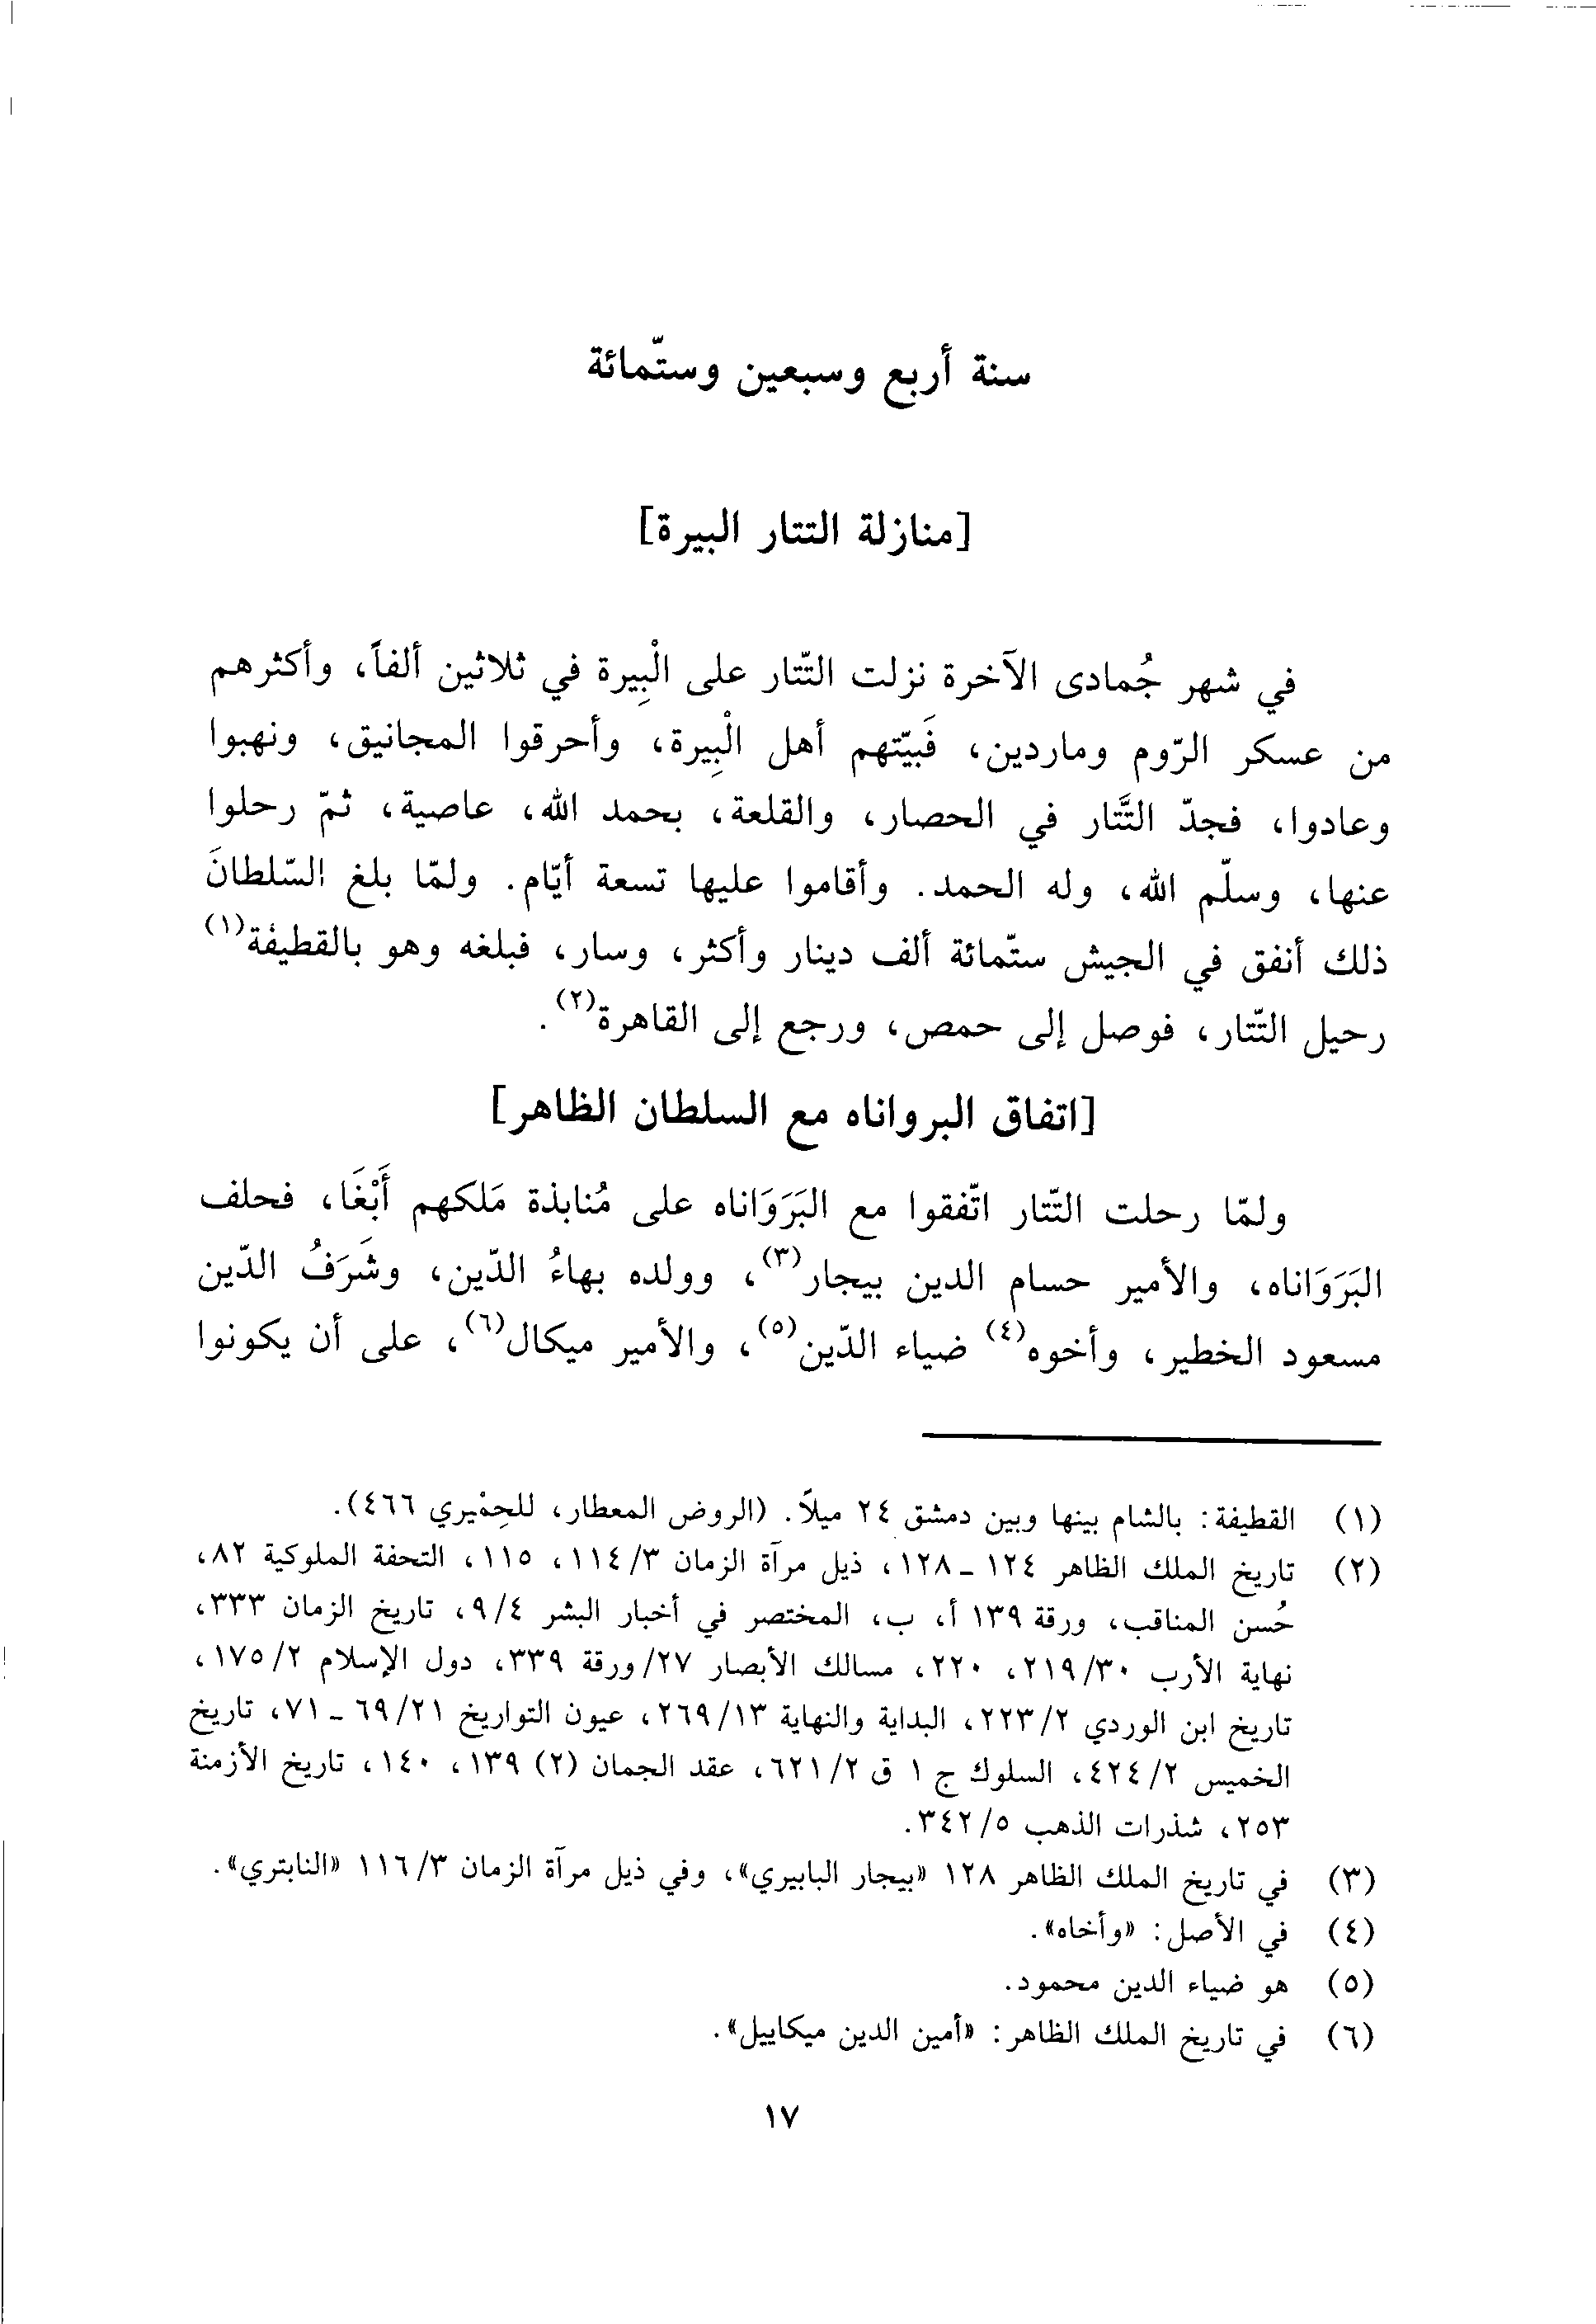 سنة أربع وسبعين وستّمائة
[منازلة التتار البيرة]
في شهر جُمادى الآخرة نزلت التّتار على الْبِيرة في ثلاثين ألفاً، وأكثرهم
من عسكر الرّوم وماردين، فَبيّتهم أهل الْبِيرة، وأحرقوا المجانيق، ونهبوا
وعادوا، فجدّ التَّتار في الحصار، والقلعة، بحمد الله، عاصية، ثمّ رحلوا
عنها، وسلّم الله، وله الحمد. وأقاموا عليها تسعة أيّام. ولمّا بلغ السّلطانَ
ذلك أنفق في الجيش ستّمائة ألف دينار وأكثر، وسار، فبلغه وهو بالقطيفة(١)
رحيل التّتار، فوصل إلى حمص، ورجع إلى القاهرة(٢).
[اتفاق البرواناه مع السلطان الظاهر]
ولمّا رحلت التّتار اتّفقوا مع البَرَوَاناه على مُنابذة مَلكهم أَبْغَا، فحلف
البَرَوَاناه، والأمير حسام الدين بيجار(٣)، وولده بهاءُ الدّين، وشَرَفُ الدّين
مسعود الخطير، وأخوه(٤) ضياء الدّين(٥)، والأمير ميكال(٦)، على أن يكونوا
(١) القطيفة: بالشام بينها وبين دمشق ٢٤ ميلاً. (الروض المعطار، للحِمْيري ٤٦٦).
(٢) تاريخ الملك الظاهر ١٢٤ - ١٢٨، ذيل مرآة الزمان ٣/ ١١٤، ١١٥، التحفة الملوكية ٨٢،
حُسن المناقب، ورقة ١٣٩ أ، ب، المختصر في أخبار البشر ٩/٤، تاريخ الزمان ٣٣٣،
نهاية الأرب ٢١٩/٣٠، ٢٢٠، مسالك الأبصار ٢٧/ورقة ٣٣٩، دول الإسلام ١٧٥/٢،
تاريخ ابن الوردي ٢٢٣/٢، البداية والنهاية ٢٦٩/١٣، عيون التواريخ ٦٩/٢١ - ٧١، تاريخ
الخميس ٤٢٤/٢، السلوك ج ١ ق ٦٢١/٢، عقد الجمان (٢) ١٣٩، ١٤٠، تاريخ الأزمنة
٢٥٣، شذرات الذهب ٣٤٢/٥.
(٣) في تاريخ الملك الظاهر ١٢٨ «بيجار البابيري»، وفي ذيل مرآة الزمان ١١٦/٣ «النابتري».
(٤) في الأصل: «وأخاه».
(٥) هو ضياء الدين محمود.
(٦) في تاريخ الملك الظاهر: «أمين الدين ميكاييل».
١٧